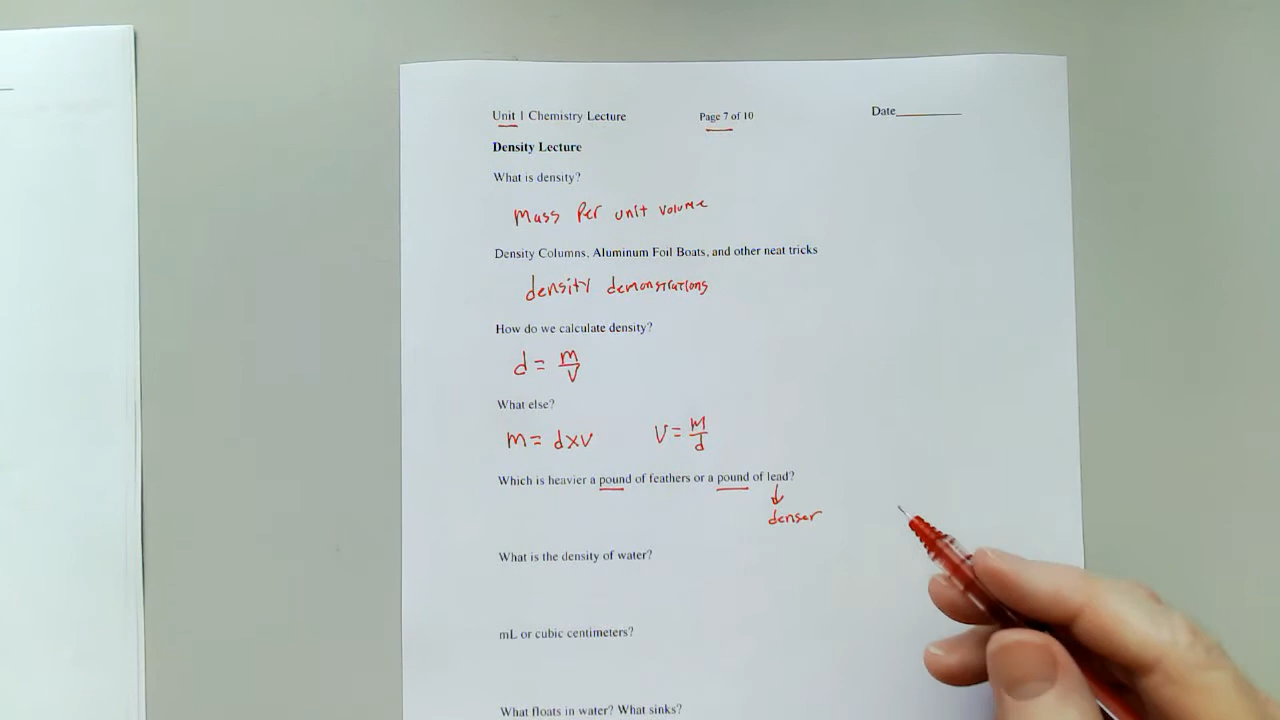 Unit 1 Chemistry Lecture Page 7 of 10 Date__________
Density Lecture
What is density?
Mass Per unit volume
Density Columns, Aluminum Foil Boats, and other neat tricks
density demonstrations
How do we calculate density?
d = m/V
What else?
m = dxv V = m/d
Which is heavier a pound of feathers or a pound of lead?
denser
What is the density of water?
mL or cubic centimeters?
What floats in water? What sinks?